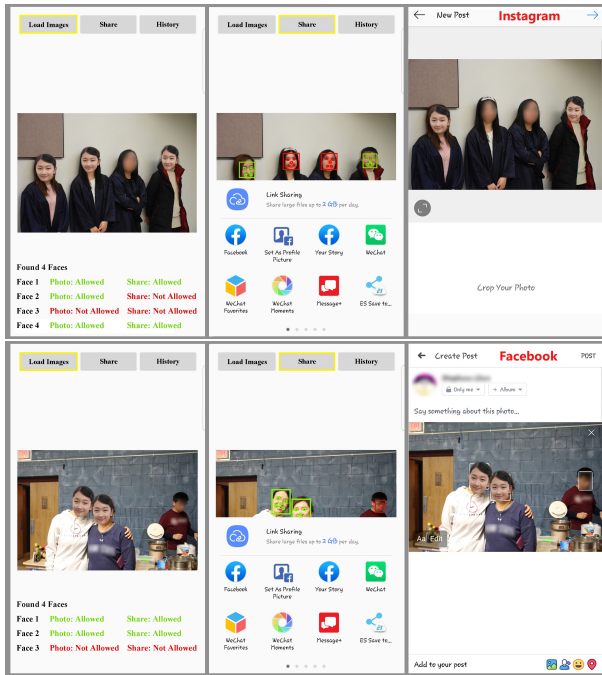 Load Images Share History
Found 4 Faces
Face 1 Photo: Allowed Share: Allowed
Face 2 Photo: Allowed Share: Not Allowed
Face 3 Photo: Not Allowed Share: Not Allowed
Face 4 Photo: Allowed Share: Allowed
Load Images Share History
Link Sharing
Share large files up to 2 GB per day.
Facebook Set As Profile Picture Your Story WeChat
WeChat Favorites WeChat Moments Message+ ES Save to...
New Post Instagram
Crop Your Photo
Load Images Share History
Found 4 Faces
Face 1 Photo: Allowed Share: Allowed
Face 2 Photo: Allowed Share: Allowed
Face 3 Photo: Not Allowed Share: Not Allowed
Load Images Share History
Link Sharing
Share large files up to 2 GB per day.
Facebook Set As Profile Picture Your Story WeChat
WeChat Favorites WeChat Moments Message+ ES Save to...
Create Post Facebook POST
Only me + Album
Say something about this photo...
Aa Edit
Add to your post